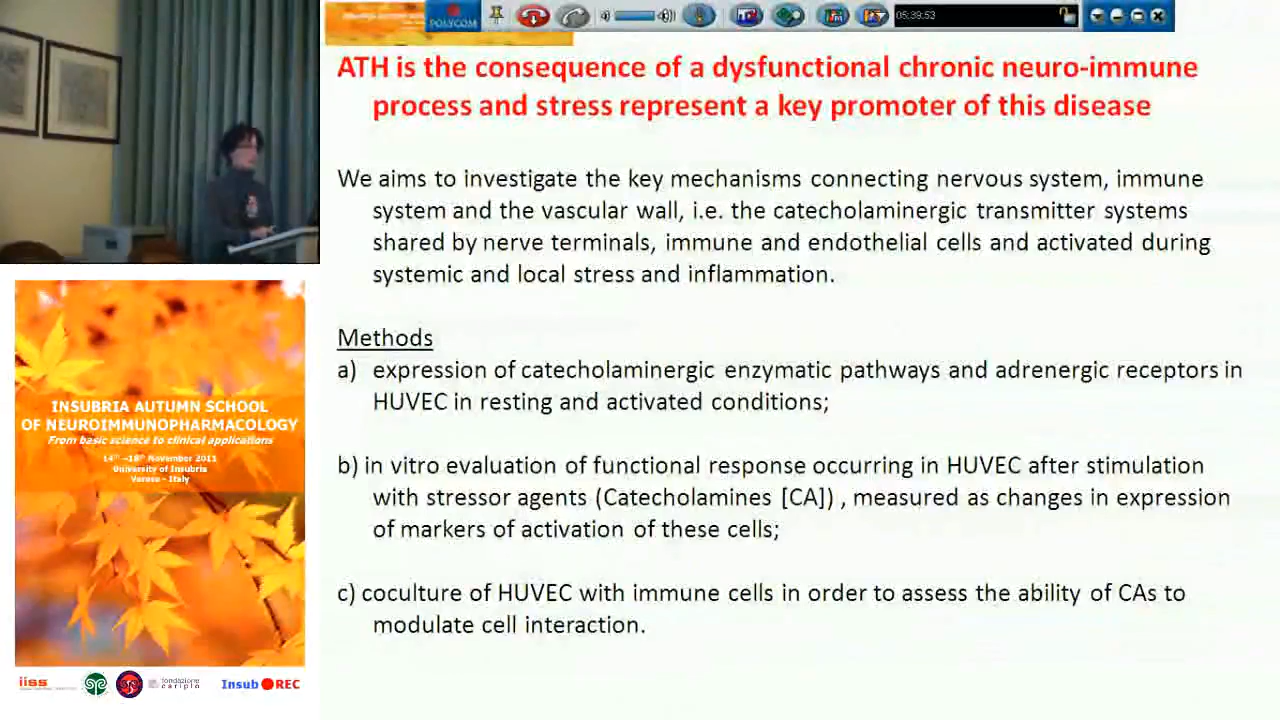 POLYCOM
05:39:53
ATH is the consequence of a dysfunctional chronic neuro-immune
process and stress represent a key promoter of this disease
We aims to investigate the key mechanisms connecting nervous system, immune
system and the vascular wall, i.e. the catecholaminergic transmitter systems
shared by nerve terminals, immune and endothelial cells and activated during
systemic and local stress and inflammation.
Methods
a) expression of catecholaminergic enzymatic pathways and adrenergic receptors in
HUVEC in resting and activated conditions;
b) in vitro evaluation of functional response occurring in HUVEC after stimulation
with stressor agents (Catecholamines [CA]) , measured as changes in expression
of markers of activation of these cells;
c) coculture of HUVEC with immune cells in order to assess the ability of CAs to
modulate cell interaction.
INSUBRIA AUTUMN SCHOOL
OF NEUROIMMUNOPHARMACOLOGY
From basic science to clinical applications
14th -18th November 2011
University of Insubria
Varese - Italy
iiss
fondazione
cariplo
Insub REC